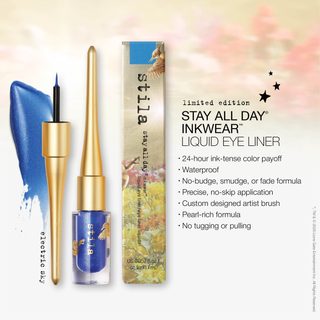 limited edition
STAY ALL DAY®
INKWEAR™
LIQUID EYE LINER
• 24-hour ink-tense color payoff
• Waterproof
• No-budge, smudge, or fade formula
• Precise, no-skip application
• Custom designed artist brush
• Pearl-rich formula
• No tugging or pulling
electric sky
stila
stila
stay all day